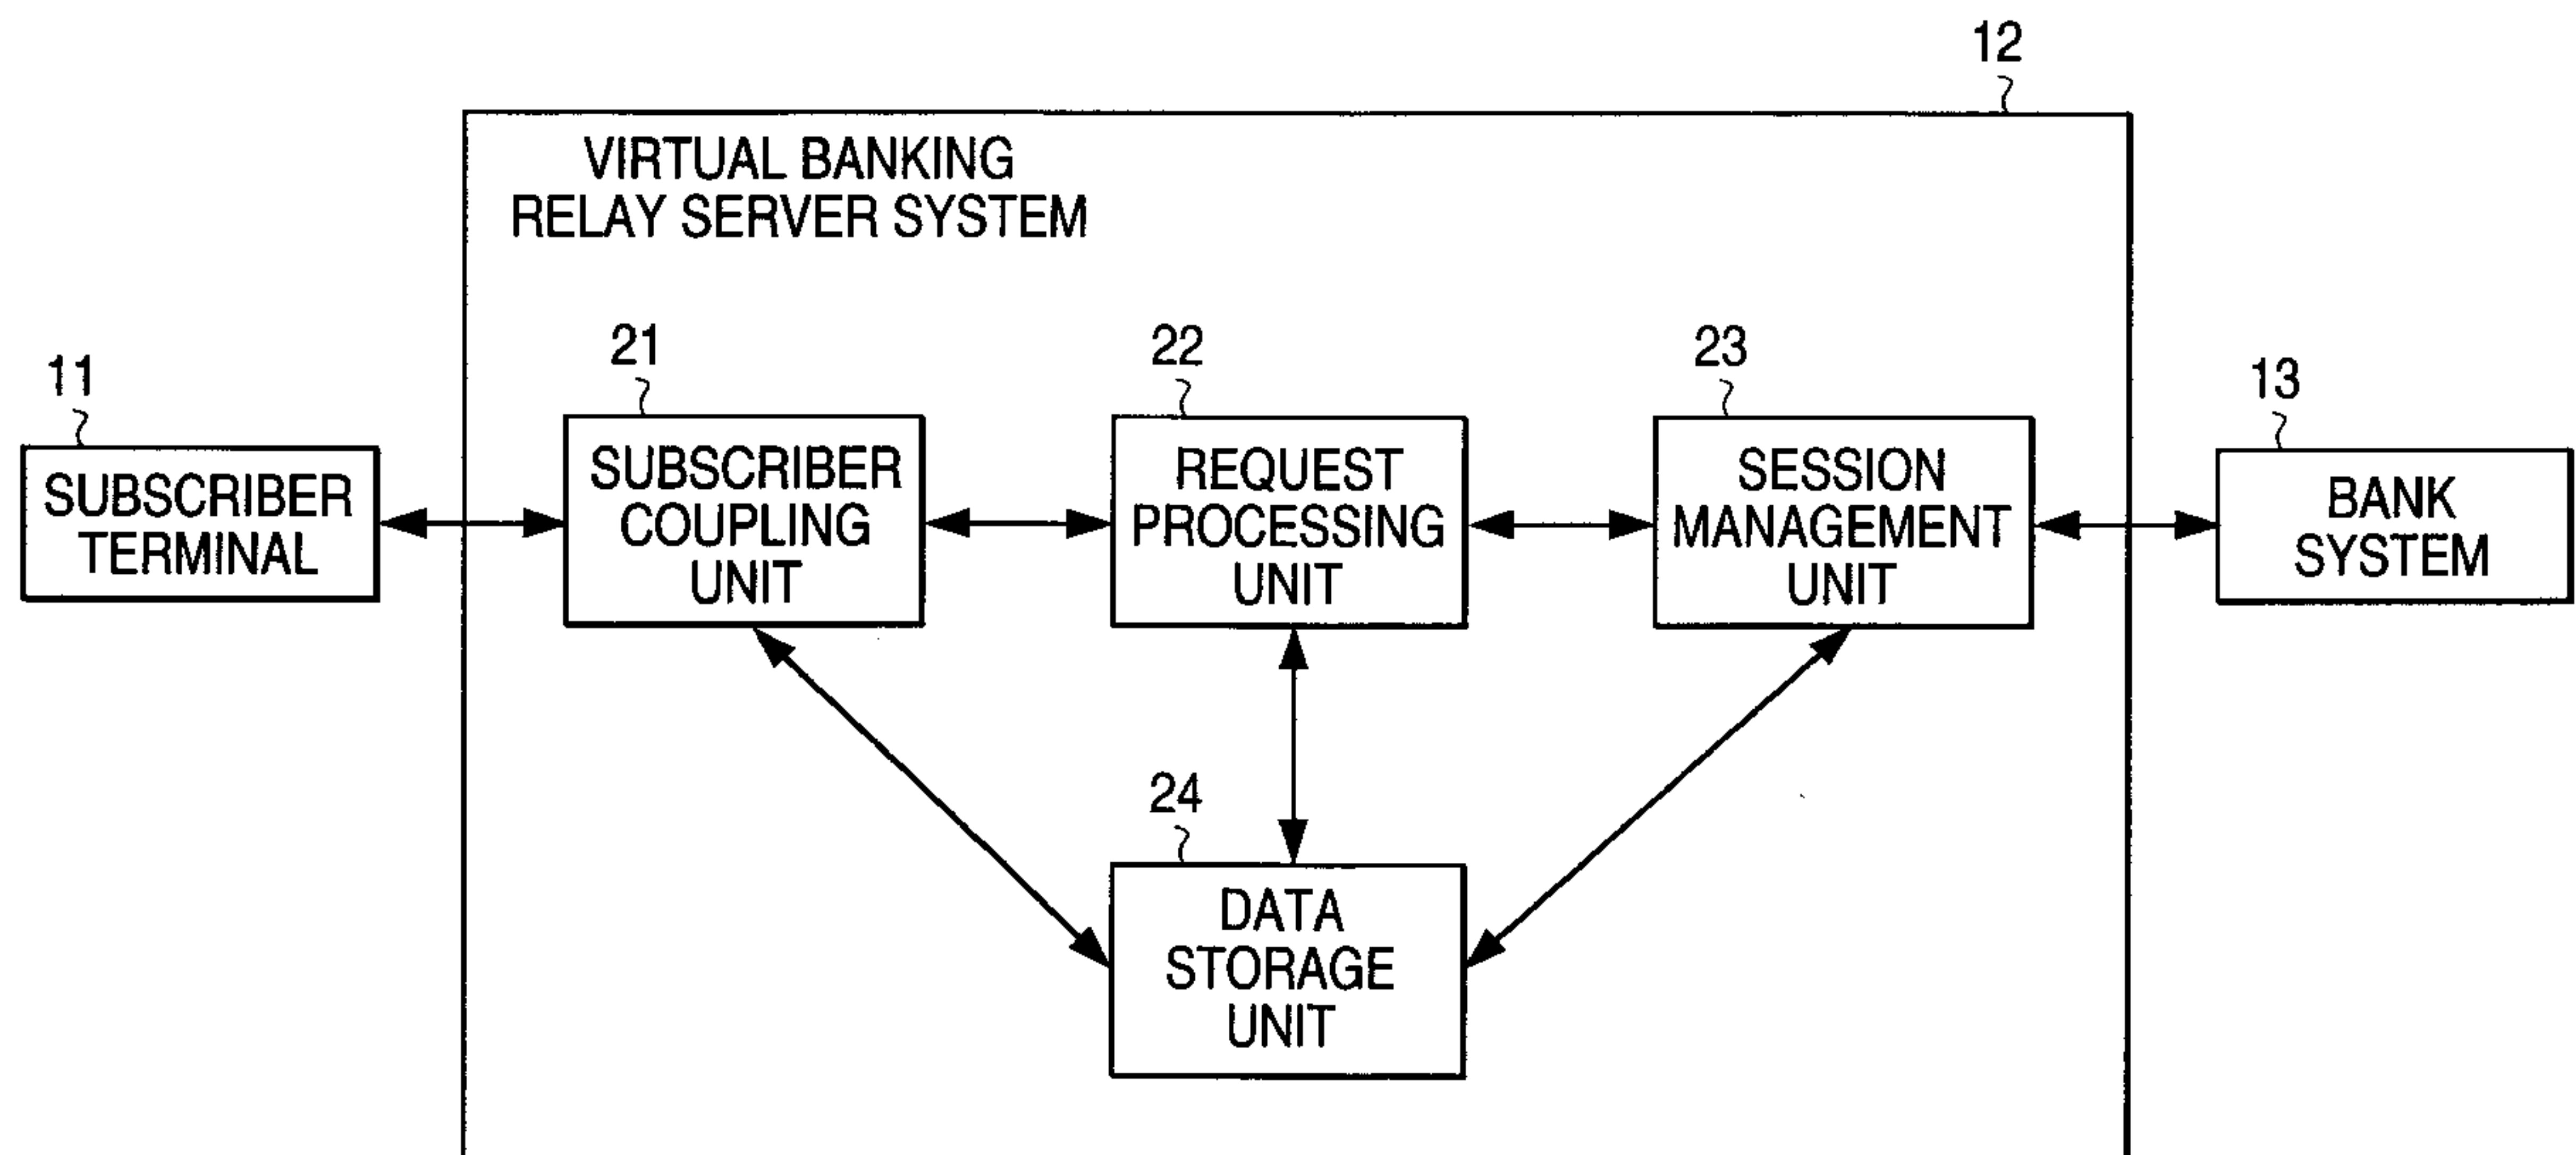 12
VIRTUAL BANKING
RELAY SERVER SYSTEM
11
SUBSCRIBER
TERMINAL
21
SUBSCRIBER
COUPLING
UNIT
22
REQUEST
PROCESSING
UNIT
23
SESSION
MANAGEMENT
UNIT
13
BANK
SYSTEM
24
DATA
STORAGE
UNIT